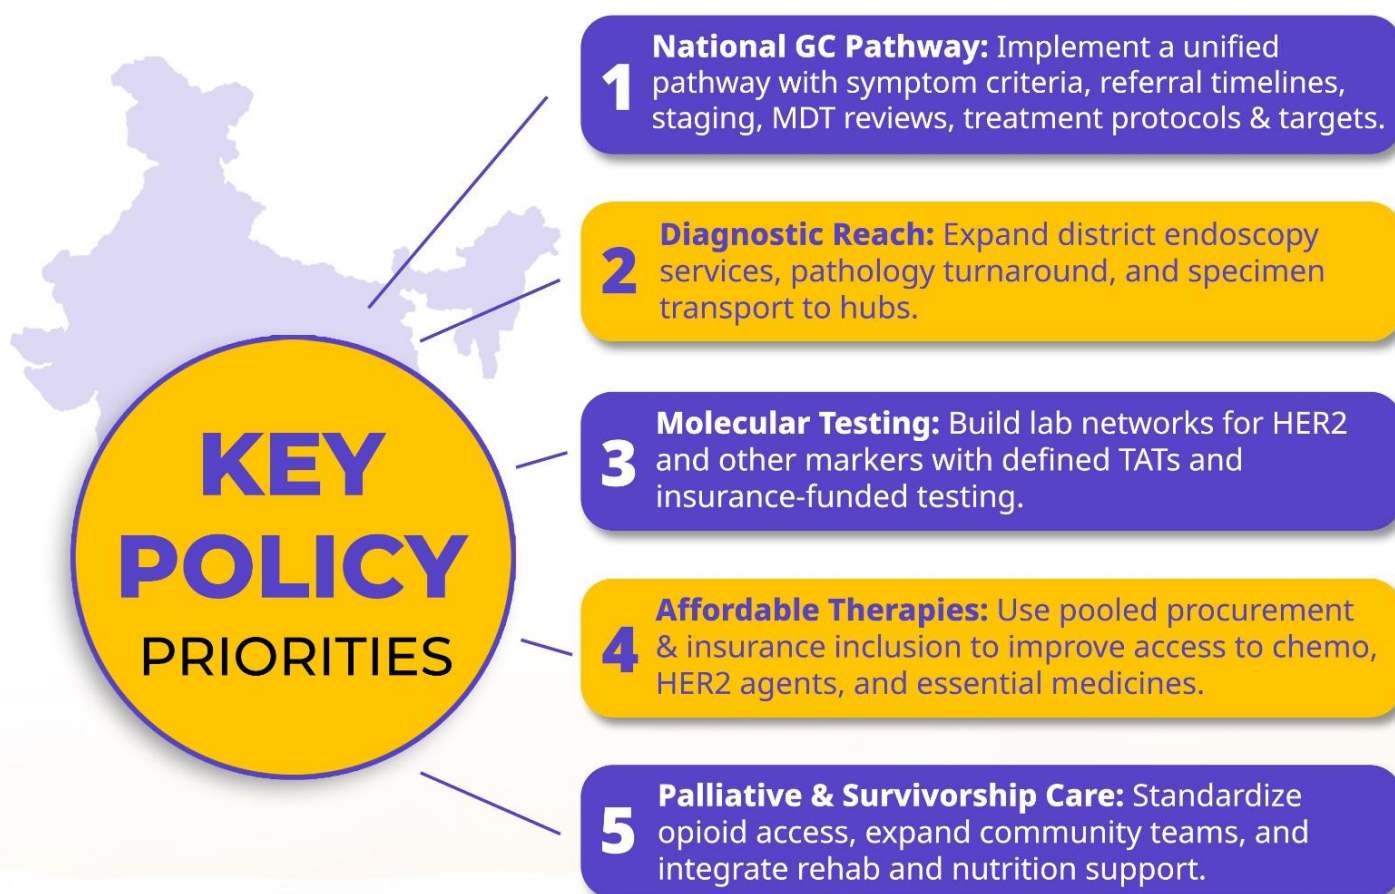 KEY
POLICY
PRIORITIES
1
National GC Pathway: Implement a unified
pathway with symptom criteria, referral timelines,
staging, MDT reviews, treatment protocols & targets.
2
Diagnostic Reach: Expand district endoscopy
services, pathology turnaround, and specimen
transport to hubs.
3
Molecular Testing: Build lab networks for HER2
and other markers with defined TATs and
insurance-funded testing.
4
Affordable Therapies: Use pooled procurement
& insurance inclusion to improve access to chemo,
HER2 agents, and essential medicines.
5
Palliative & Survivorship Care: Standardize
opioid access, expand community teams, and
integrate rehab and nutrition support.